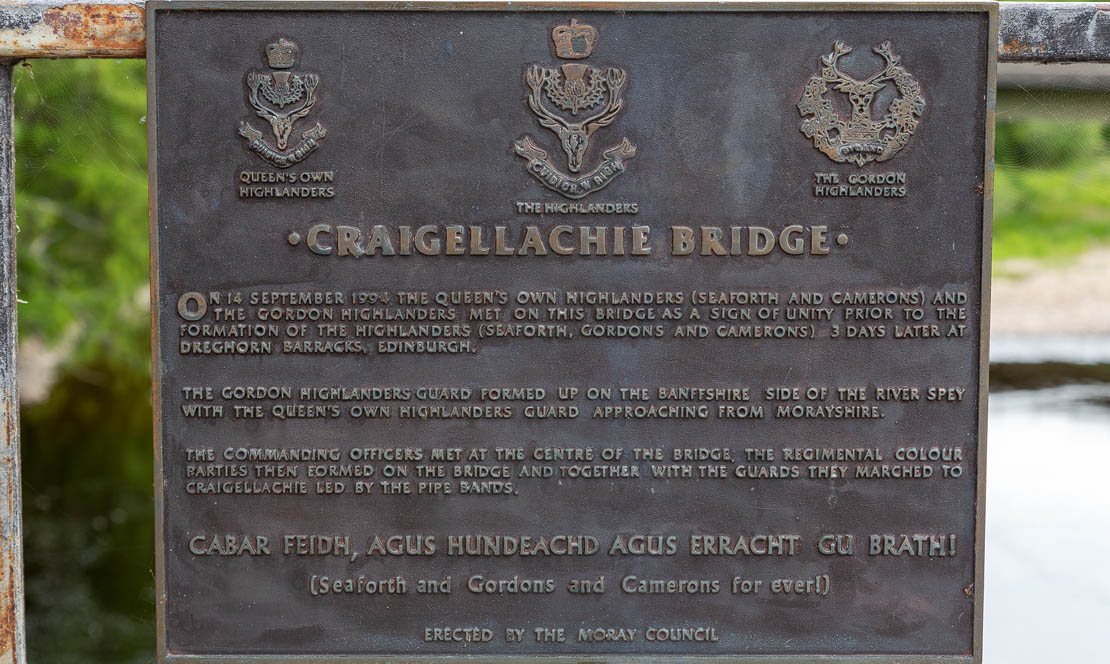 CUIDICH 'N RIGH
CUIDICH 'N RIGH
BYDAND
QUEEN'S OWN
HIGHLANDERS
THE HIGHLANDERS
THE GORDON
HIGHLANDERS
·CRAIGELLACHIE BRIDGE·
ON 14 SEPTEMBER 1994 THE QUEEN'S OWN HIGHLANDERS (SEAFORTH AND CAMERONS) AND
THE GORDON HIGHLANDERS MET ON THIS BRIDGE AS A SIGN OF UNITY PRIOR TO THE
FORMATION OF THE HIGHLANDERS (SEAFORTH, GORDONS AND CAMERONS) 3 DAYS LATER AT
DREGHORN BARRACKS, EDINBURGH.
THE GORDON HIGHLANDERS GUARD FORMED UP ON THE BANFFSHIRE SIDE OF THE RIVER SPEY
WITH THE QUEEN'S OWN HIGHLANDERS GUARD APPROACHING FROM MORAYSHIRE.
THE COMMANDING OFFICERS MET AT THE CENTRE OF THE BRIDGE, THE REGIMENTAL COLOUR
PARTIES THEN FORMED ON THE BRIDGE AND TOGETHER WITH THE GUARDS THEY MARCHED TO
CRAIGELLACHIE LED BY THE PIPE BANDS.
CABAR FEIDH, AGUS HUNDEACHD AGUS ERRACHT GU BRATH!
(Seaforth and Gordons and Camerons for ever!)
ERECTED BY THE MORAY COUNCIL